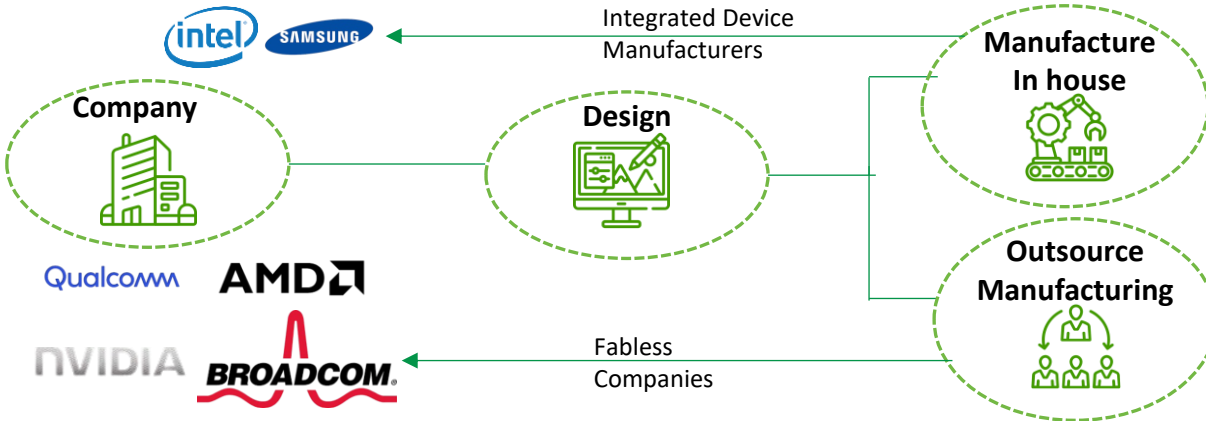 intel
SAMSUNG
Integrated Device
Manufacturers
Manufacture
In house
Company
Design
Outsource
Manufacturing
Qualcomm
AMD
nVIDIA
BROADCOM®
Fabless
Companies